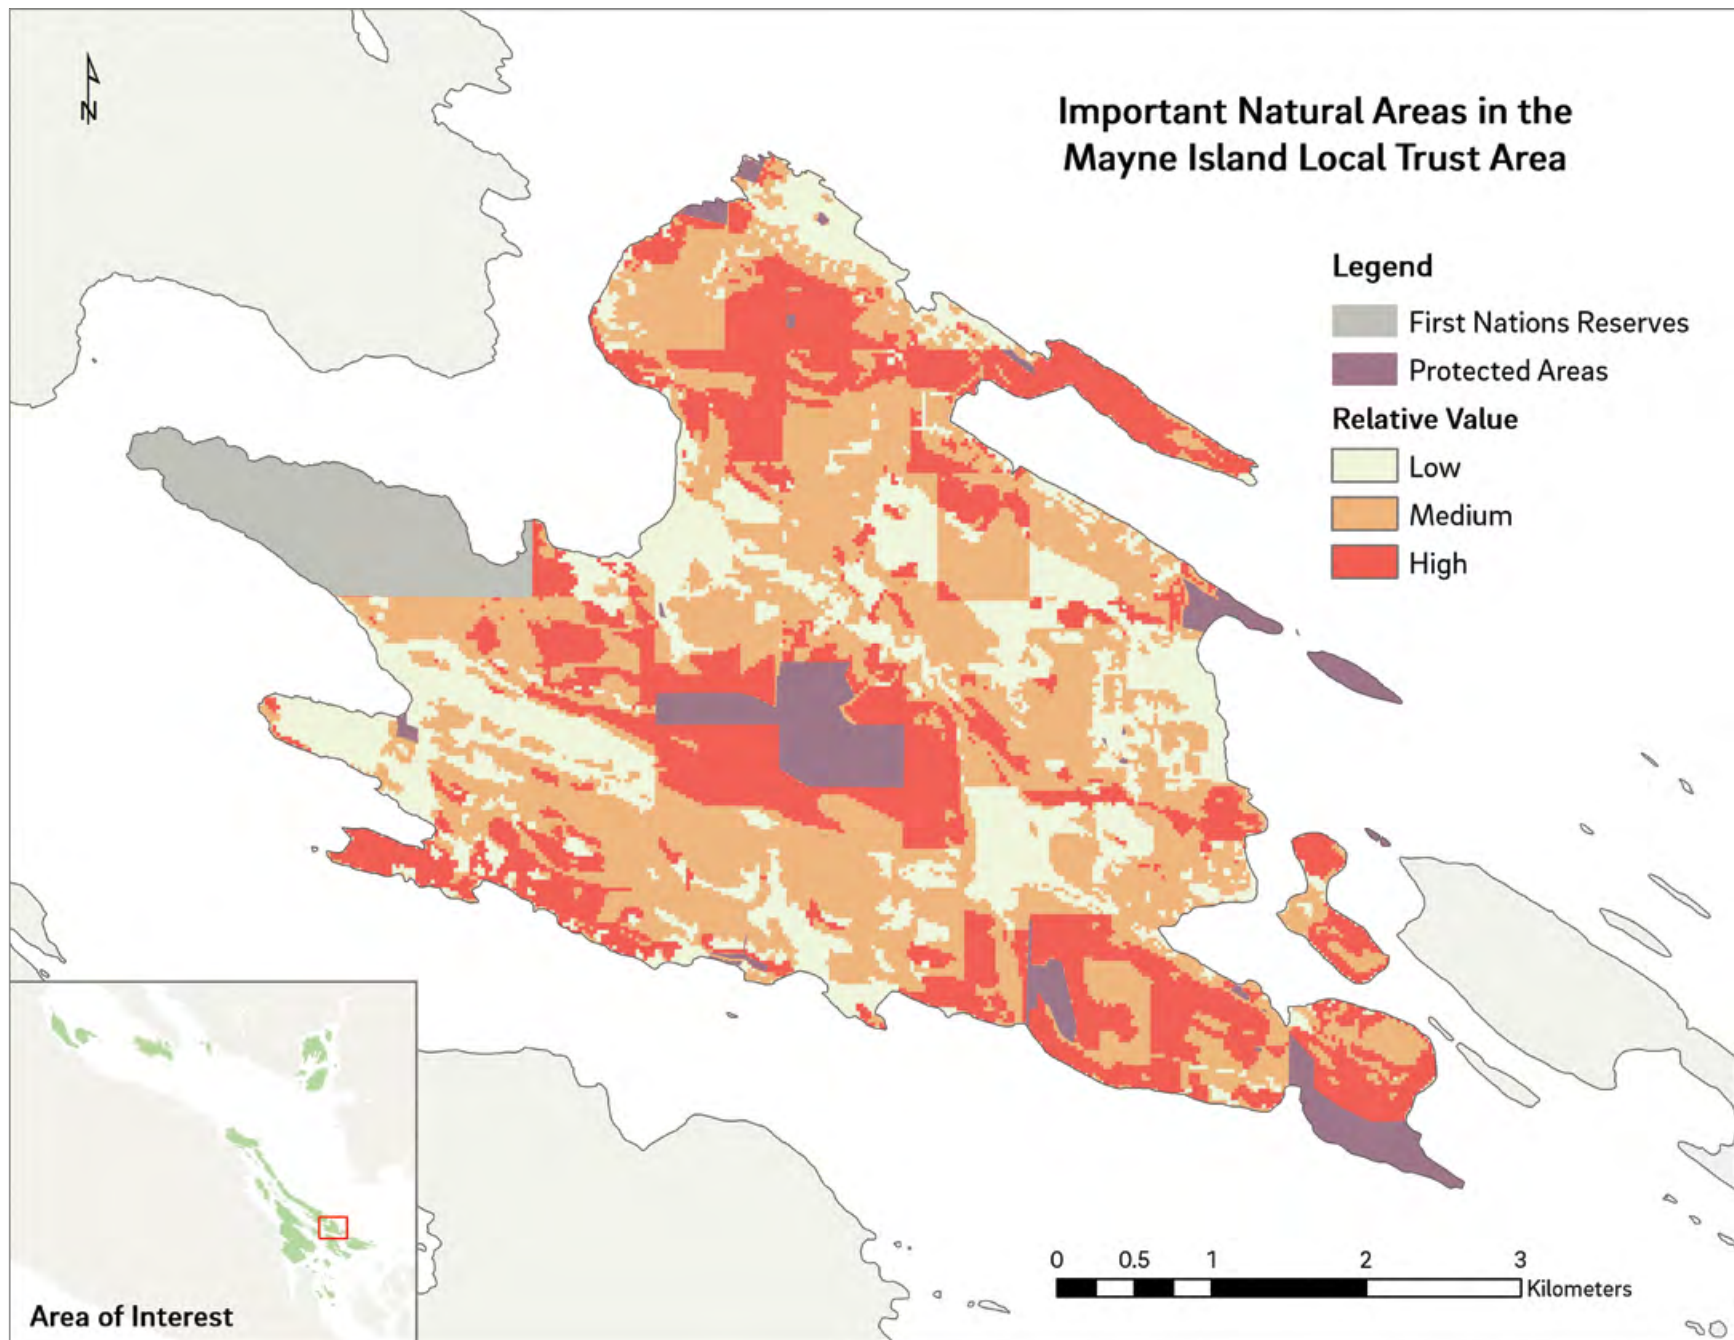 N
Important Natural Areas in the
Mayne Island Local Trust Area
Legend
First Nations Reserves
Protected Areas
Relative Value
Low
Medium
High
0 0.5 1 2 3
Kilometers
Area of Interest